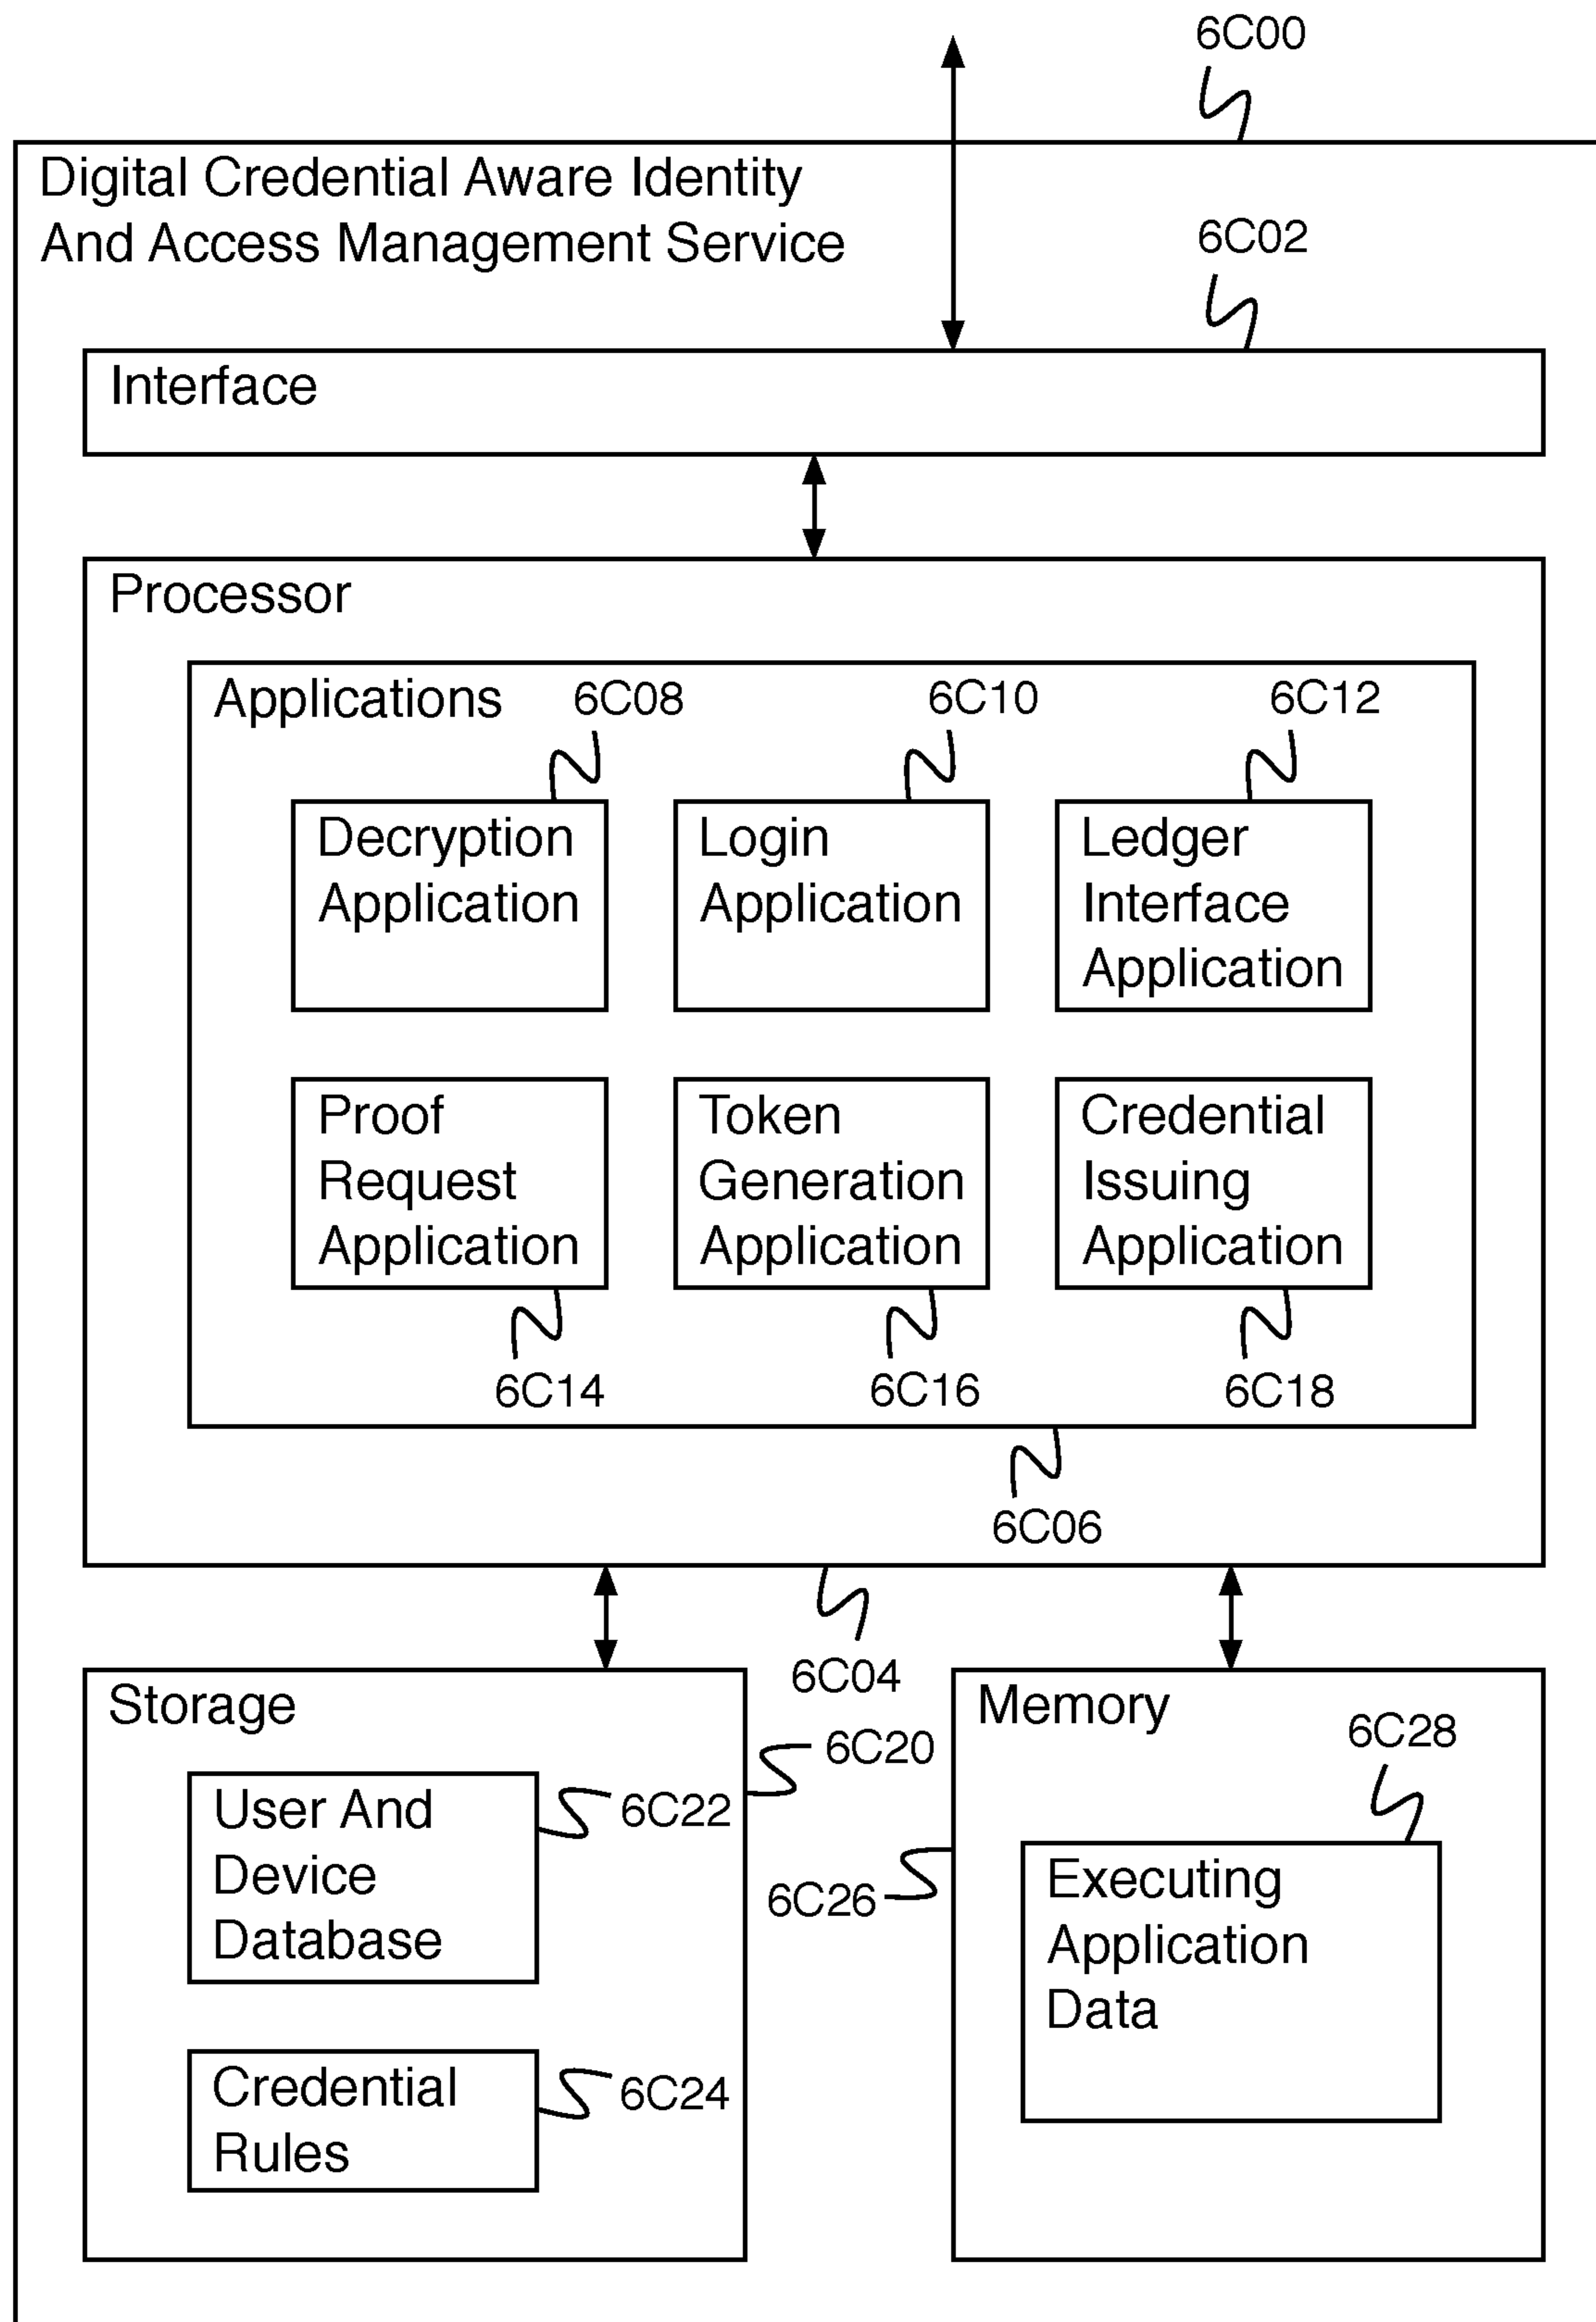 6C00
Digital Credential Aware Identity
And Access Management Service
6C02
Interface
Processor
Applications
6C08
6C10
6C12
Decryption
Application
Login
Application
Ledger
Interface
Application
Proof
Request
Application
Token
Generation
Application
Credential
Issuing
Application
6C14
6C16
6C18
6C06
6C04
Storage
6C20
User And
Device
Database
6C22
Credential
Rules
6C24
Memory
6C26
6C28
Executing
Application
Data